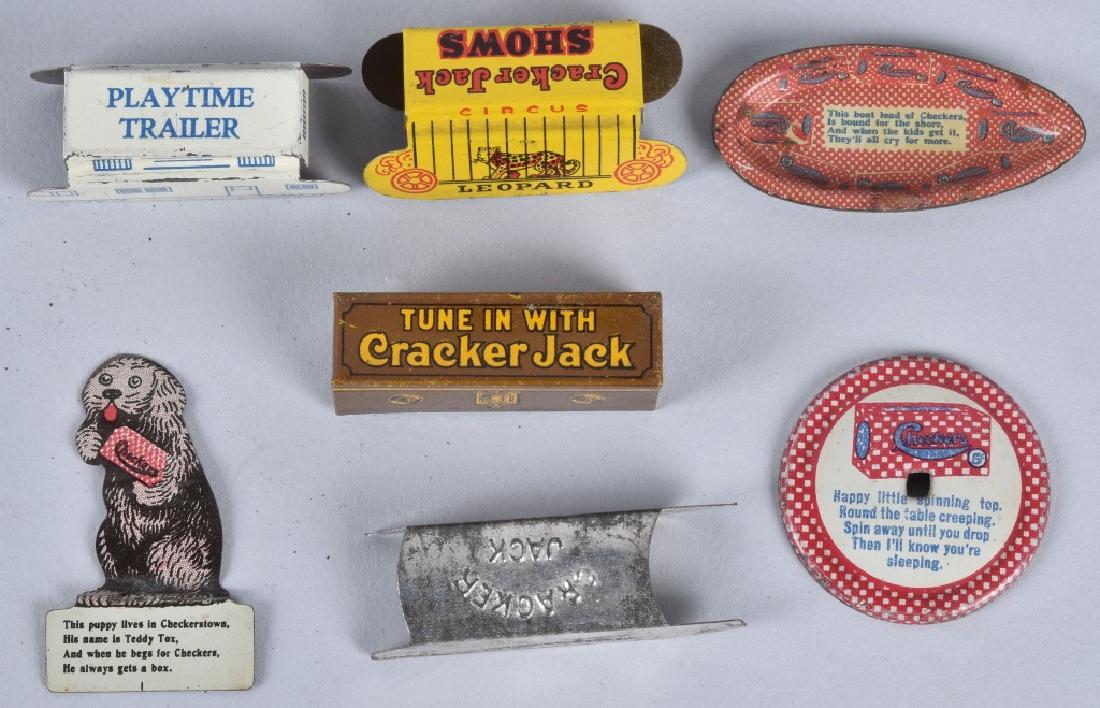 PLAYTIME
TRAILER
SHOWS
Cracker Jack
CIRCUS
LEOPARD
This boat load of Checkers,
Is bound for the shore,
And when the kids get it,
They'll all cry for more.
TUNE IN WITH
Cracker Jack
Checkers
This puppy lives in Checkerstown,
His name is Teddy Tox,
And when he begs for Checkers,
He always gets a box.
CRACKER
JACK
Checkers
Happy little spinning top.
Round the table creeping.
Spin away until you drop
Then I'll know you're
sleeping.